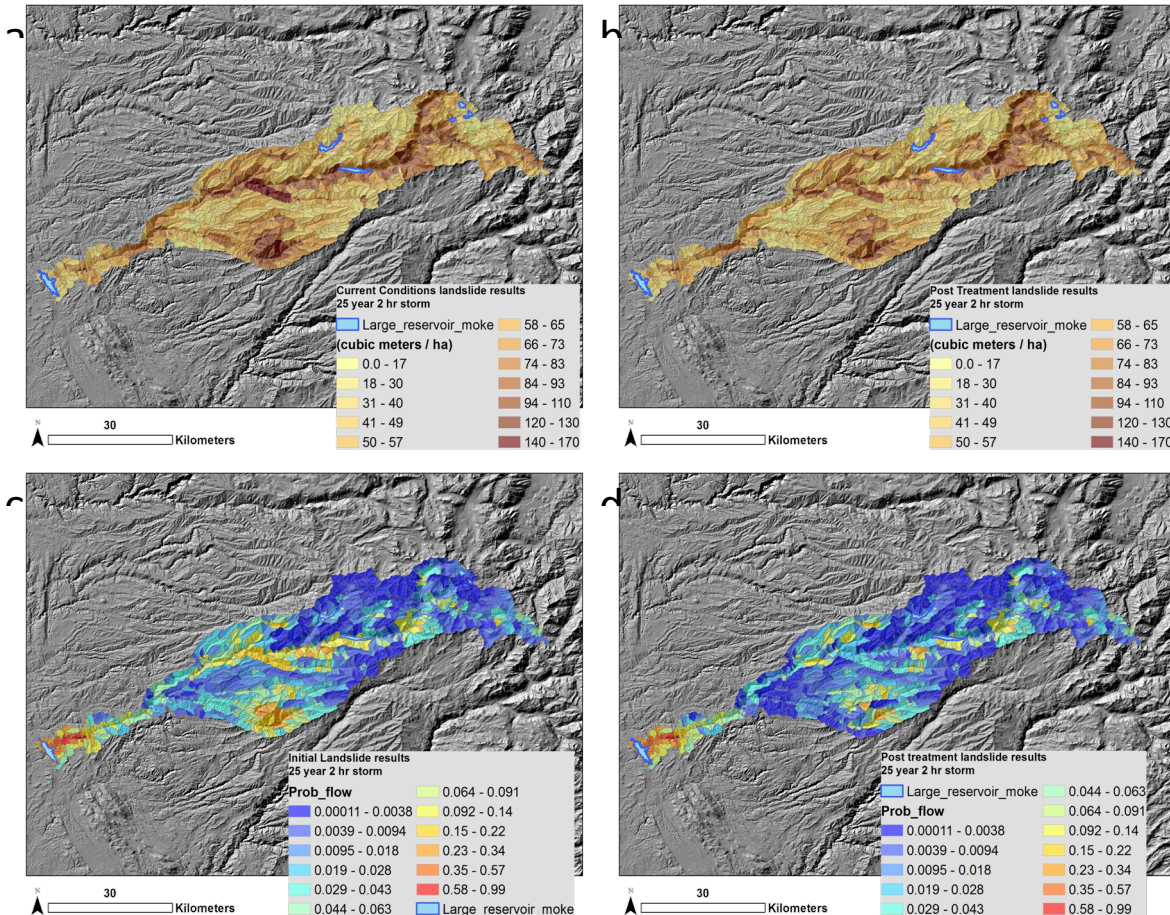 a
Current Conditions landslide results
25 year 2 hr storm
Large_reservoir_moke
(cubic meters / ha)
0.0 - 17
18 - 30
31 - 40
41 - 49
50 - 57
58 - 65
66 - 73
74 - 83
84 - 93
94 - 110
120 - 130
140 - 170
N
30
Kilometers
b
Post Treatment landslide results
25 year 2 hr storm
Large_reservoir_moke
(cubic meters / ha)
0.0 - 17
18 - 30
31 - 40
41 - 49
50 - 57
58 - 65
66 - 73
74 - 83
84 - 93
94 - 110
120 - 130
140 - 170
N
30
Kilometers
c
Initial Landslide results
25 year 2 hr storm
Prob_flow
0.00011 - 0.0038
0.0039 - 0.0094
0.0095 - 0.018
0.019 - 0.028
0.029 - 0.043
0.044 - 0.063
0.064 - 0.091
0.092 - 0.14
0.15 - 0.22
0.23 - 0.34
0.35 - 0.57
0.58 - 0.99
Large_reservoir_moke
N
30
Kilometers
d
Post treatment landslide results
25 year 2 hr storm
Large_reservoir_moke
Prob_flow
0.00011 - 0.0038
0.0039 - 0.0094
0.0095 - 0.018
0.019 - 0.028
0.029 - 0.043
0.044 - 0.063
0.064 - 0.091
0.092 - 0.14
0.15 - 0.22
0.23 - 0.34
0.35 - 0.57
0.58 - 0.99
N
30
Kilometers